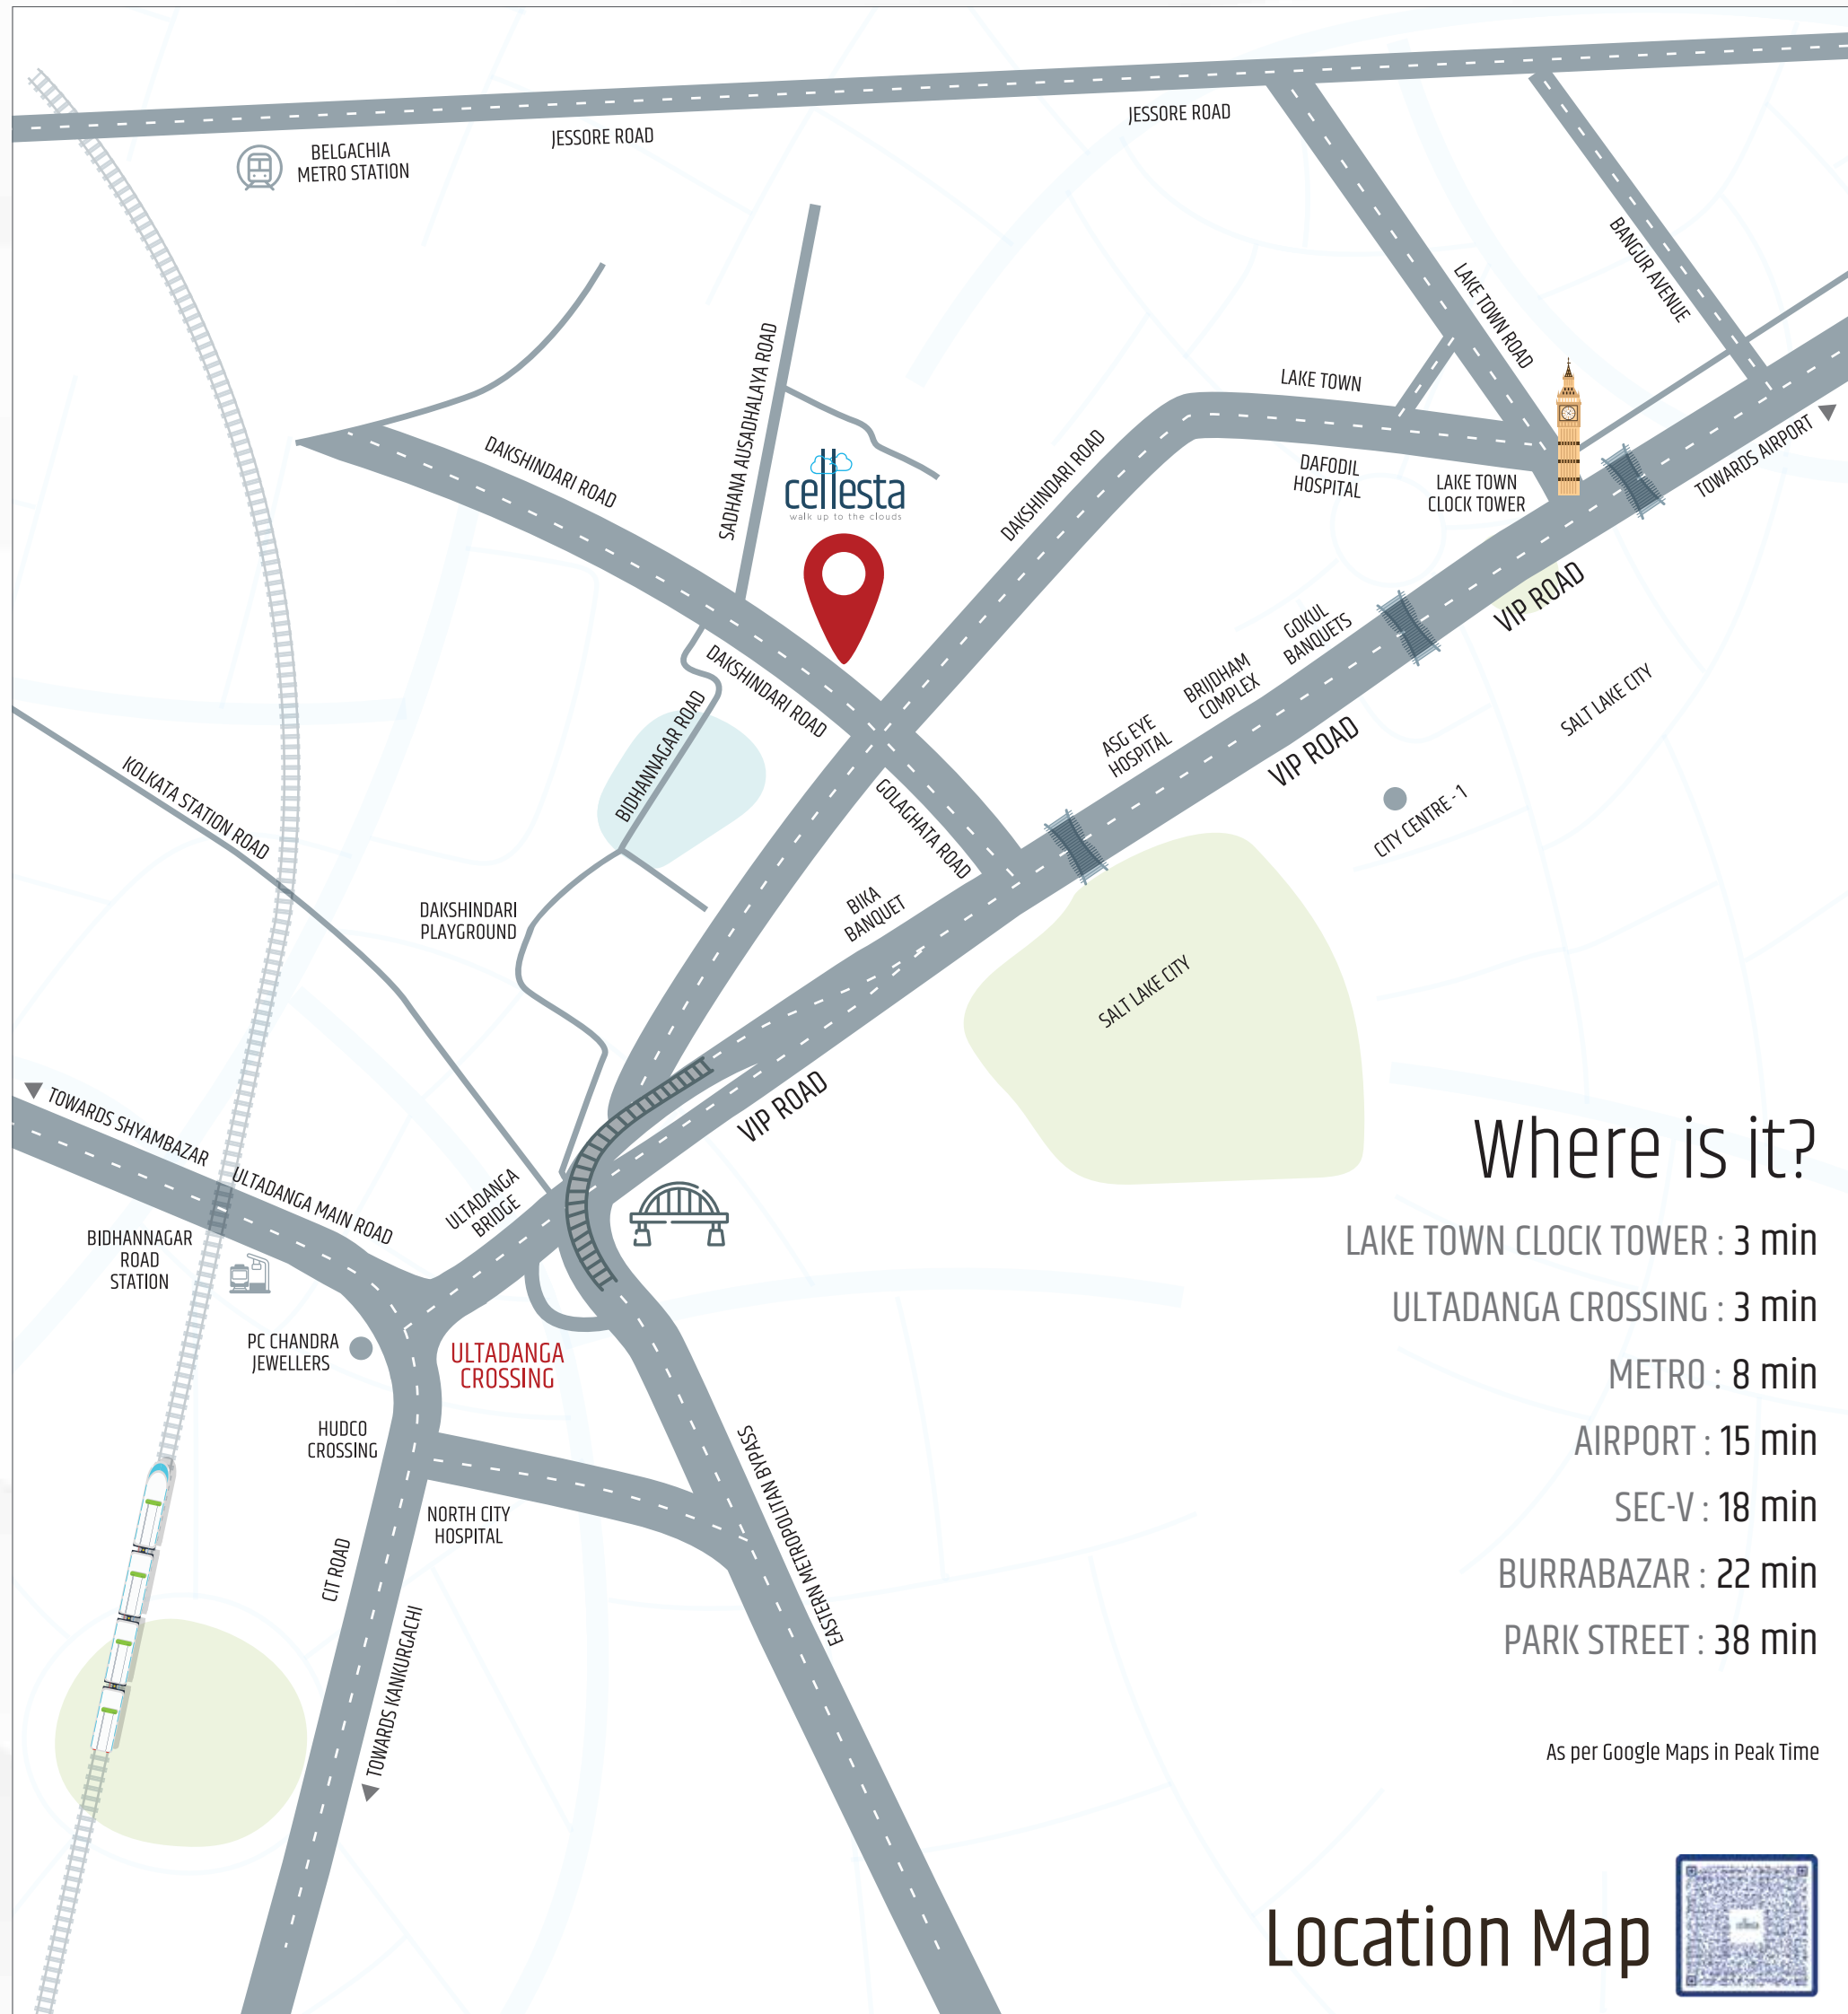 JESSORE ROAD
JESSORE ROAD
BELGACHIA
METRO STATION
BANGUR AVENUE
LAKE TOWN ROAD
SADHANA AUSADHALAYA ROAD
LAKE TOWN
DAKSHINDARI ROAD
cellesta
walk up to the clouds
DAKSHINDARI ROAD
DAFODIL
HOSPITAL
LAKE TOWN
CLOCK TOWER
TOWARDS AIRPORT
VIP ROAD
GOKUL
BANQUETS
BRIJDHAM
COMPLEX
ASG EYE
HOSPITAL
VIP ROAD
SALT LAKE CITY
DAKSHINDARI ROAD
BIDHANNAGAR ROAD
KOLKATA STATION ROAD
GOLAGHATA ROAD
CITY CENTRE - 1
BIKA
BANQUET
DAKSHINDARI
PLAYGROUND
SALT LAKE CITY
VIP ROAD
TOWARDS SHYAMBAZAR
ULTADANGA MAIN ROAD
ULTADANGA
BRIDGE
BIDHANNAGAR
ROAD
STATION
PC CHANDRA
JEWELLERS
ULTADANGA
CROSSING
HUDCO
CROSSING
NORTH CITY
HOSPITAL
CIT ROAD
TOWARDS KANKURGACHI
EASTERN METROPOLITAN BYPASS
Where is it?
LAKE TOWN CLOCK TOWER : 3 min
ULTADANGA CROSSING : 3 min
METRO : 8 min
AIRPORT : 15 min
SEC-V : 18 min
BURRABAZAR : 22 min
PARK STREET : 38 min
As per Google Maps in Peak Time
Location Map